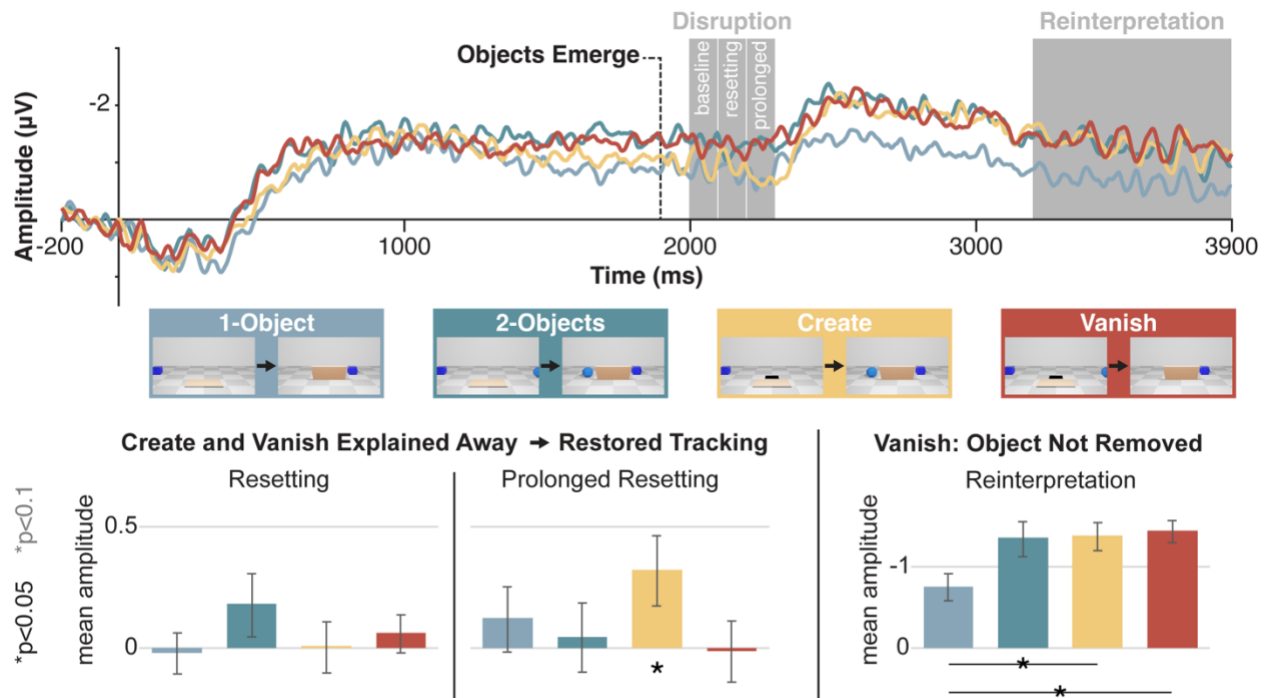 Disruption
Reinterpretation
Objects Emerge
baseline
resetting
prolonged
-2
Amplitude (µV)
-200
1000
2000
3000
3900
Time (ms)
1-Object
2-Objects
Create
Vanish
Create and Vanish Explained Away → Restored Tracking
Vanish: Object Not Removed
Resetting
Prolonged Resetting
Reinterpretation
*p<0.05 *p<0.1
mean amplitude
0.5
0
*
mean amplitude
-1
0
*
*